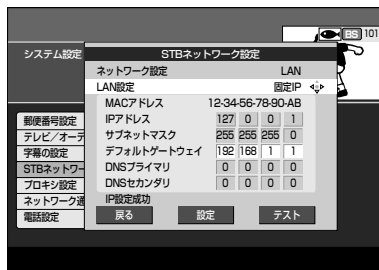 BS 101
システム設定
STBネットワーク設定
ネットワーク設定 LAN
LAN設定 固定IP
MACアドレス 12-34-56-78-90-AB
IPアドレス 127 0 0 1
サブネットマスク 255 255 255 0
デフォルトゲートウェイ 192 168 1 1
DNSプライマリ 0 0 0 0
DNSセカンダリ 0 0 0 0
IP設定成功
戻る 設定 テスト
郵便番号設定
テレビ/オーデ
字幕の設定
STBネットワー
プロキシ設定
ネットワーク通
電話設定